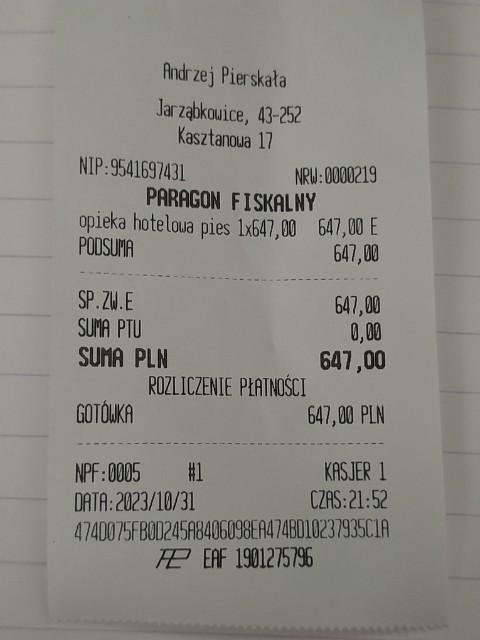 Andrzej Pierskała
Jarząbkowice, 43-252
Kasztanowa 17
NIP:9541697431 NRW:0000219
PARAGON FISKALNY
opieka hotelowa pies 1x647,00 647,00 E
PODSUMA 647,00
SP.ZW.E 647,00
SUMA PTU 0,00
SUMA PLN 647,00
ROZLICZENIE PŁATNOŚCI
GOTÓWKA 647,00 PLN
NPF:0005 #1 KASJER 1
DATA:2023/10/31 CZAS:21:52
474D075FB0D245A8406098EA474BD10237935C1A
EAF 1901275796